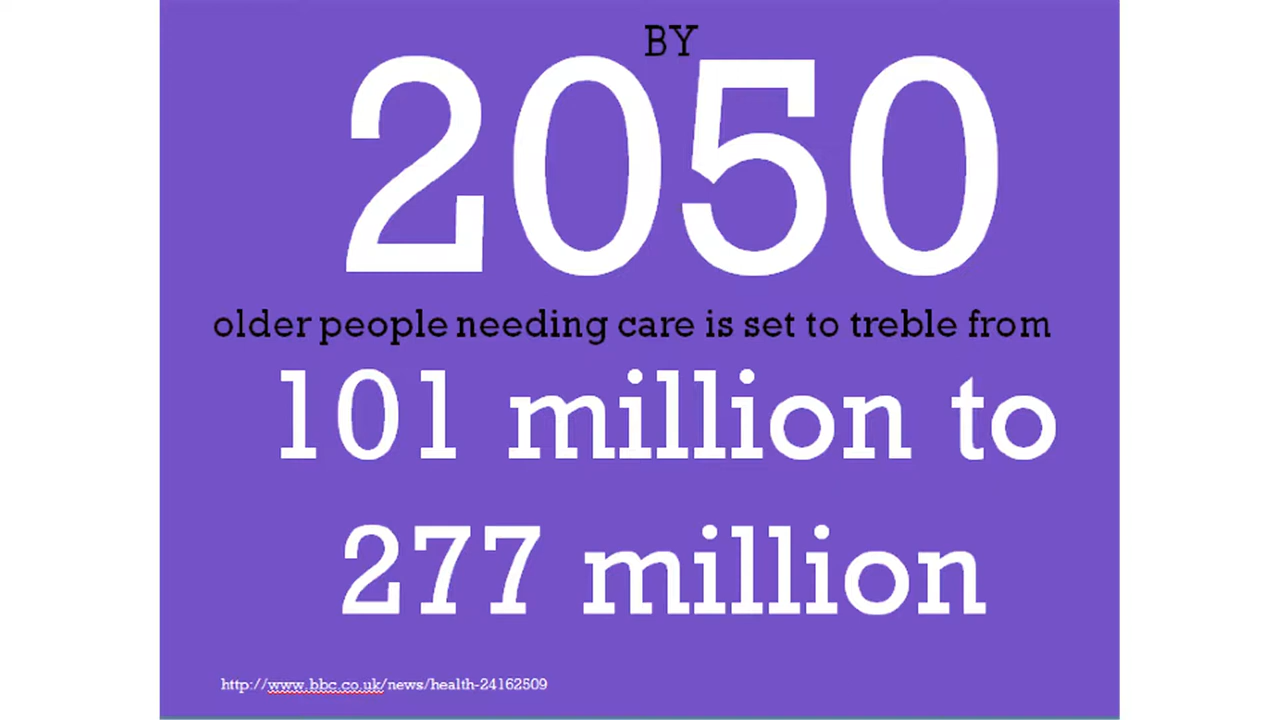 BY
2050
older people needing care is set to treble from
101 million to
277 million
http://www.bbc.co.uk/news/health-24162509